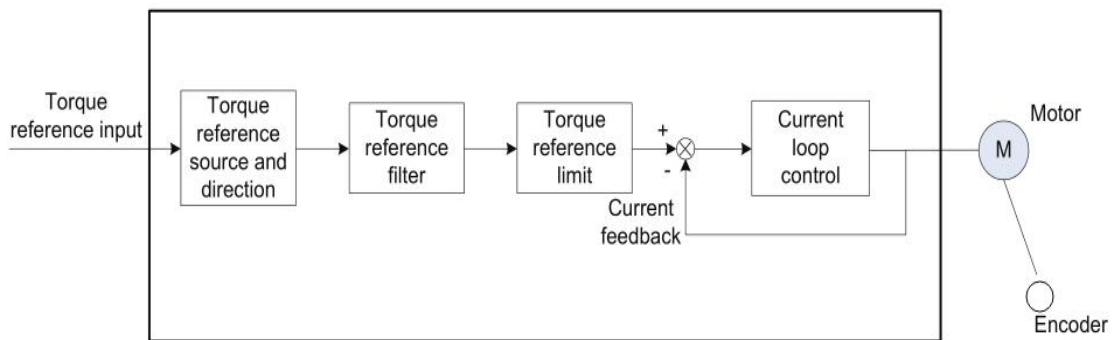 Torque
reference input
Torque
reference
source and
direction
Torque
reference
filter
Torque
reference
limit
+
-
Current
feedback
Current
loop
control
Motor
M
Encoder